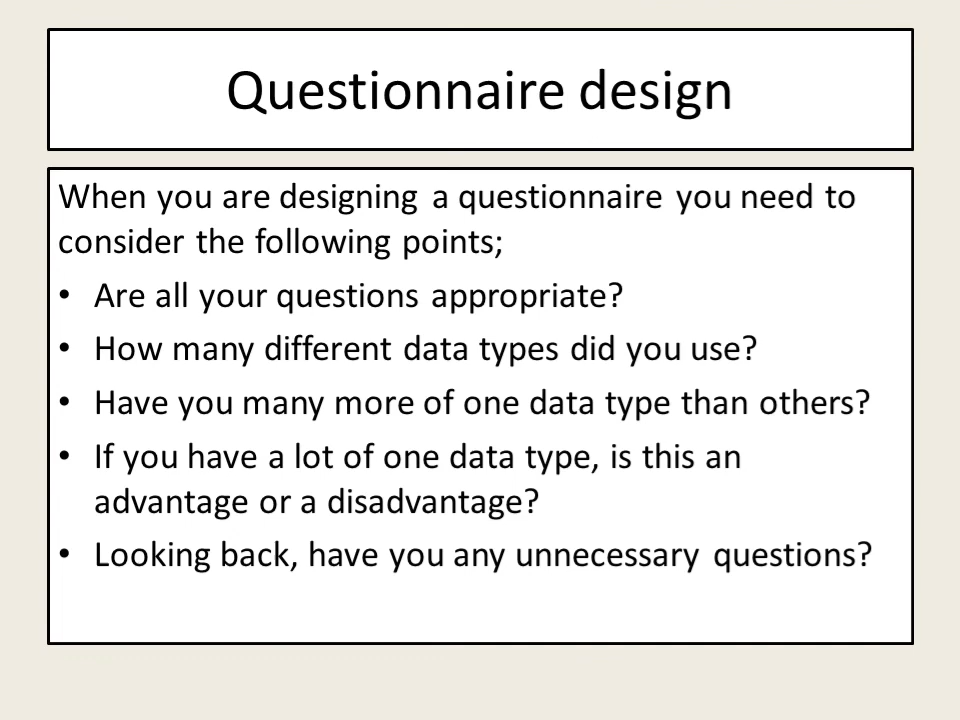 Questionnaire design
When you are designing a questionnaire you need to
consider the following points;
• Are all your questions appropriate?
• How many different data types did you use?
• Have you many more of one data type than others?
• If you have a lot of one data type, is this an
advantage or a disadvantage?
• Looking back, have you any unnecessary questions?